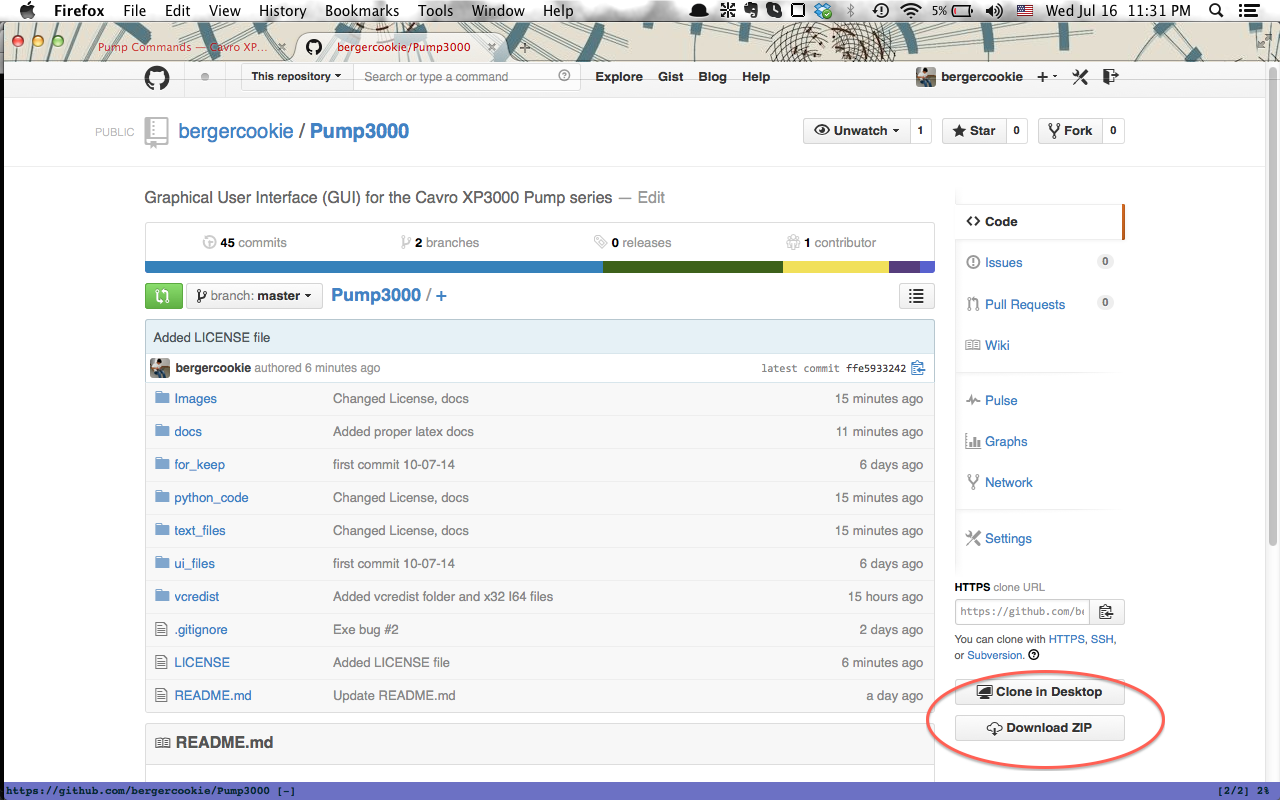 Firefox File Edit View History Bookmarks Tools Window Help 5% Wed Jul 16 11:31 PM
Pump Commands — Cavro XP... bergercookie/Pump3000
This repository Search or type a command Explore Gist Blog Help bergercookie
PUBLIC bergercookie / Pump3000 Unwatch 1 Star 0 Fork 0
Graphical User Interface (GUI) for the Cavro XP3000 Pump series — Edit
45 commits 2 branches 0 releases 1 contributor
branch: master Pump3000 / +
Added LICENSE file
bergercookie authored 6 minutes ago latest commit ffe5933242
Images Changed License, docs 15 minutes ago
docs Added proper latex docs 11 minutes ago
for_keep first commit 10-07-14 6 days ago
python_code Changed License, docs 15 minutes ago
text_files Changed License, docs 15 minutes ago
ui_files first commit 10-07-14 6 days ago
vcredist Added vcredist folder and x32 l64 files 15 hours ago
.gitignore Exe bug #2 2 days ago
LICENSE Added LICENSE file 6 minutes ago
README.md Update README.md a day ago
README.md
Code
Issues 0
Pull Requests 0
Wiki
Pulse
Graphs
Network
Settings
HTTPS clone URL
https://github.com/be
You can clone with HTTPS, SSH,
or Subversion.
Clone in Desktop
Download ZIP
https://github.com/bergercookie/Pump3000 [-] [2/2] 2%